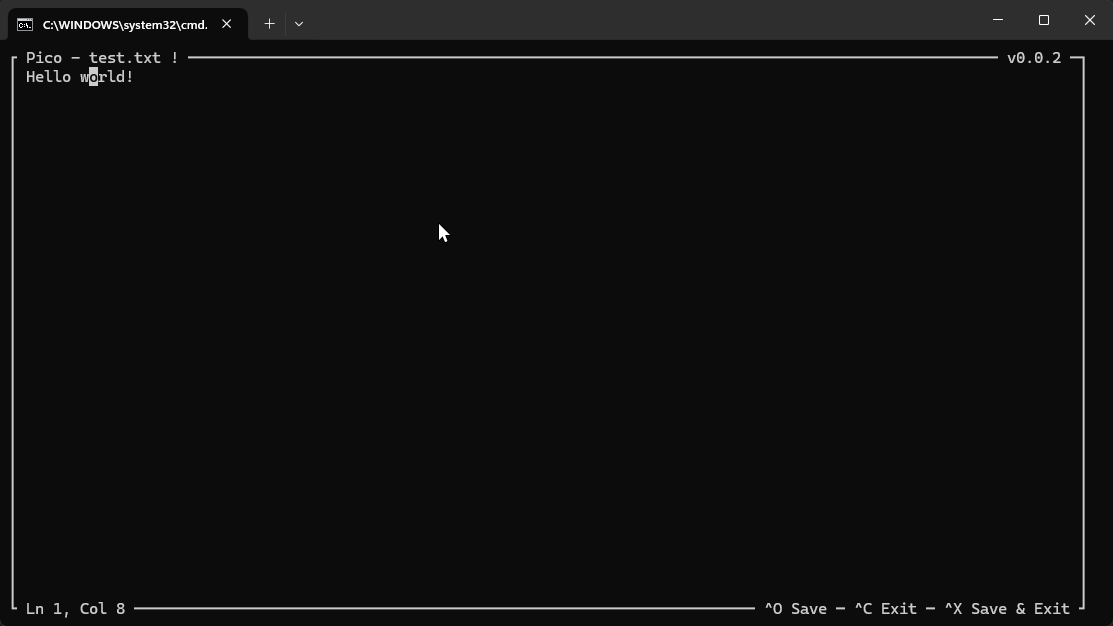 C:\WINDOWS\system32\cmd.
Pico — test.txt ! v0.0.2
Hello world!
Ln 1, Col 8 ^O Save — ^C Exit — ^X Save & Exit